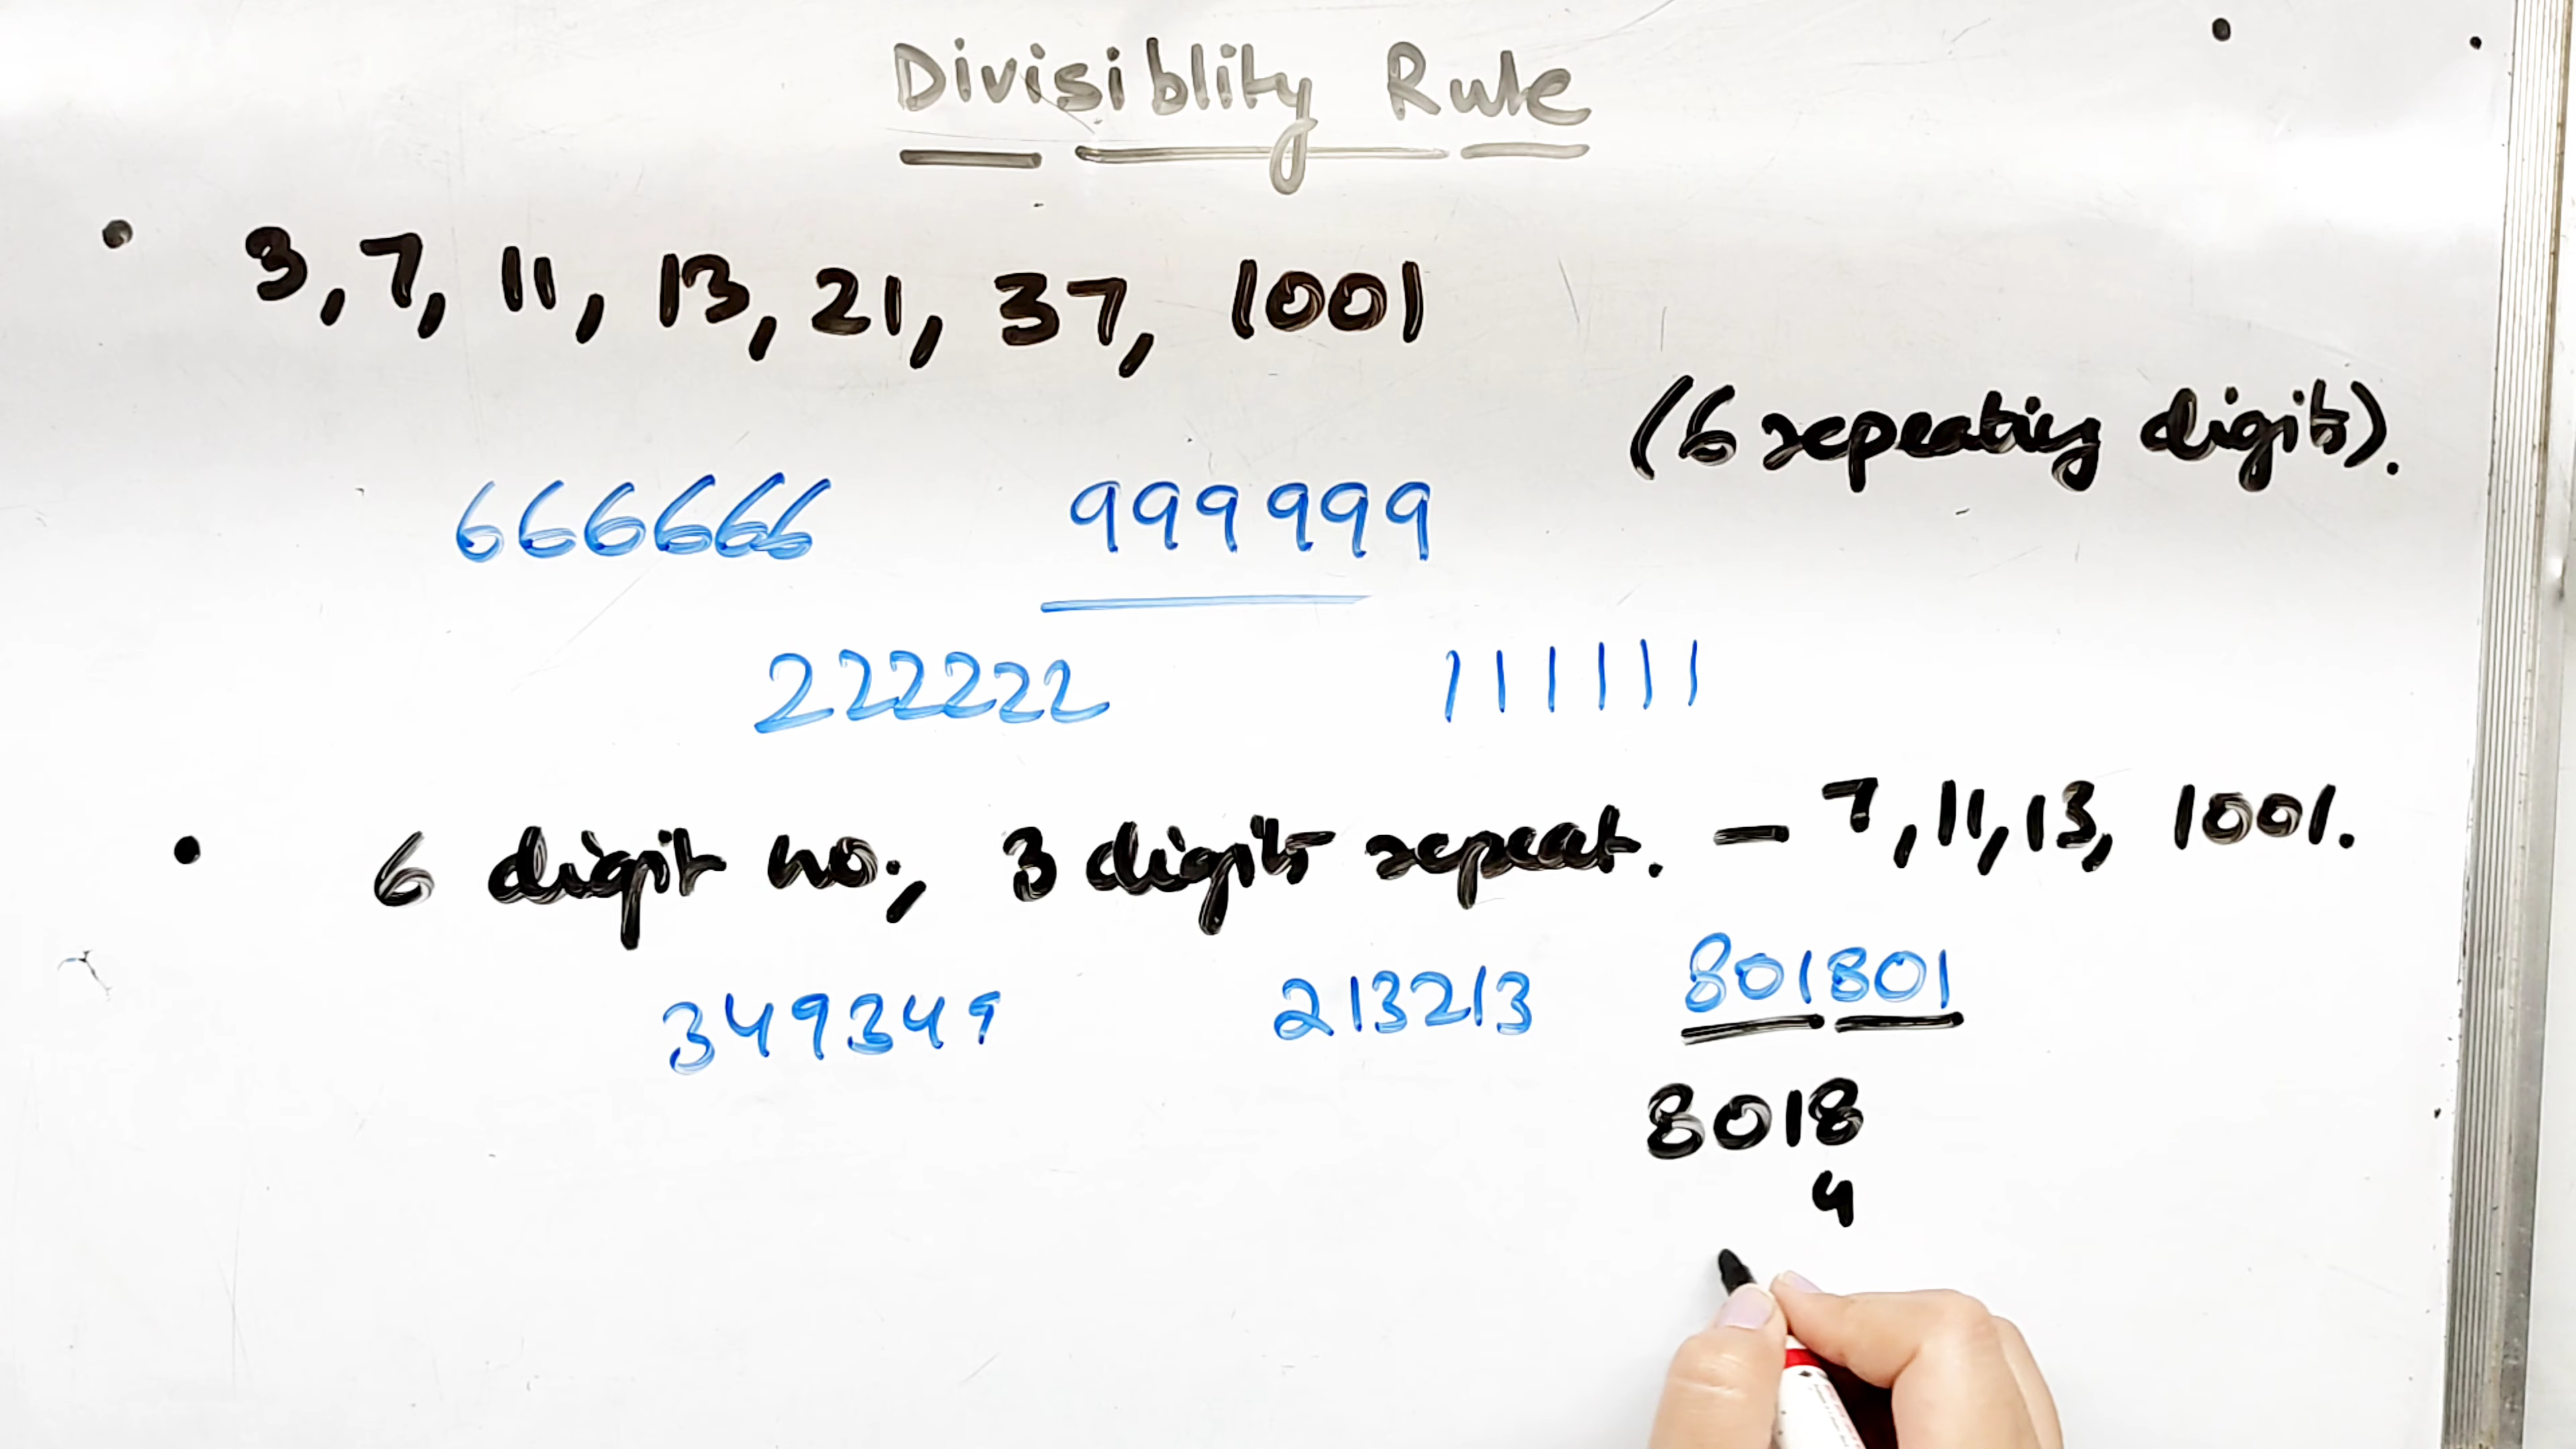 Divisiblity Rule
• 3, 7, 11, 13, 21, 37, 1001
(6 repeating digits).
666666 999999
222222 111111
• 6 digit no., 3 digits repeat. – 7, 11, 13, 1001.
349349 213213 801801
8018
4